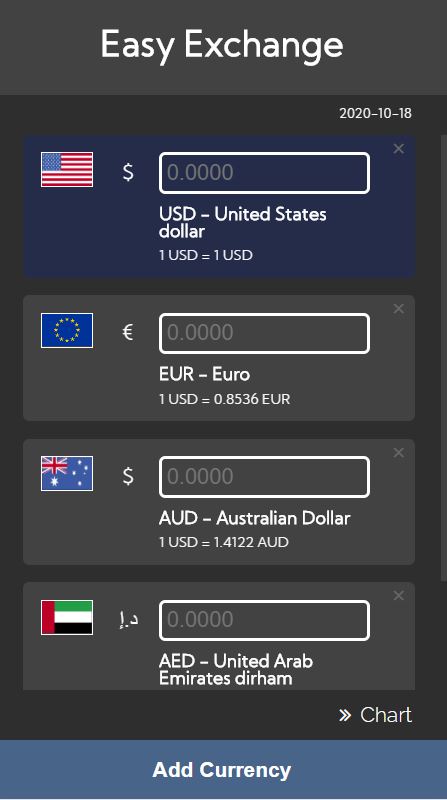 Easy Exchange
2020-10-18
$
0.0000
USD – United States
dollar
1 USD = 1 USD
€
0.0000
EUR – Euro
1 USD = 0.8536 EUR
$
0.0000
AUD – Australian Dollar
1 USD = 1.4122 AUD
د.إ
0.0000
AED – United Arab
Emirates dirham
» Chart
Add Currency